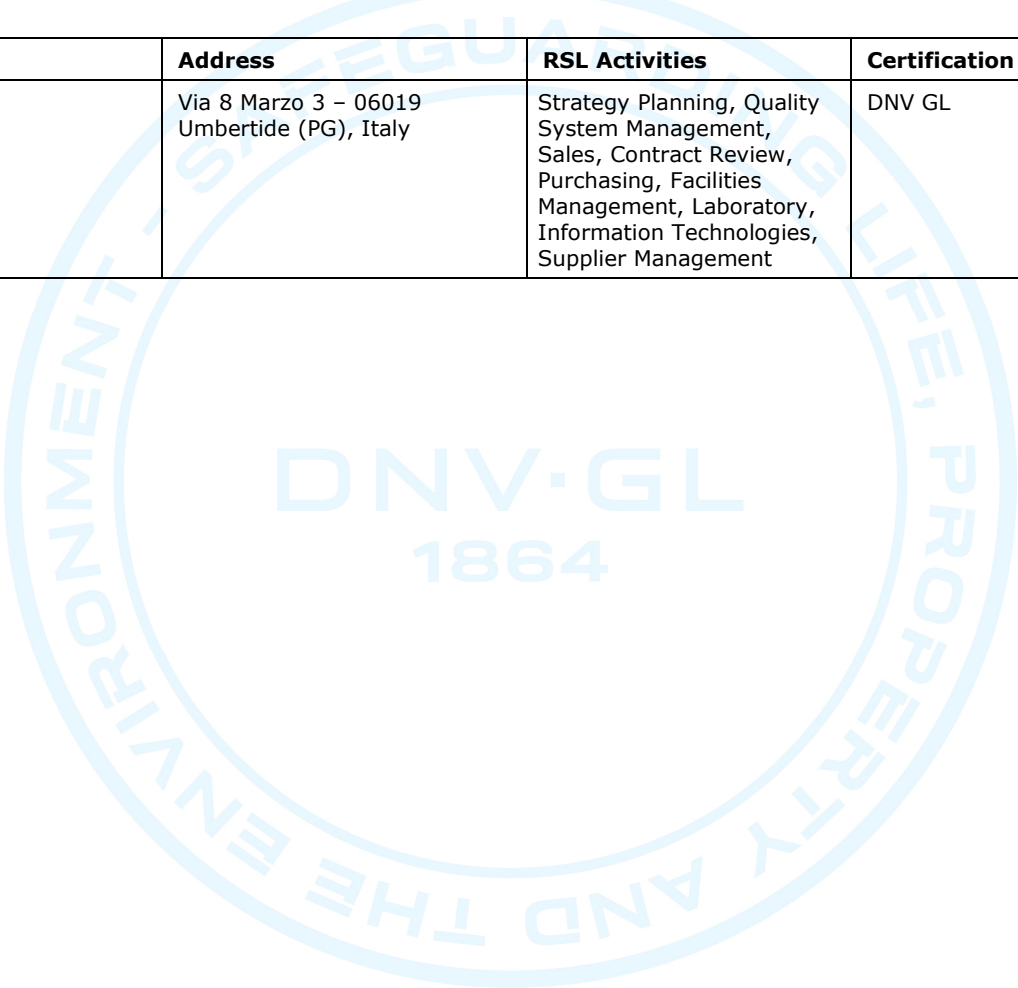 Address RSL Activities Certification
Via 8 Marzo 3 – 06019 Strategy Planning, Quality DNV GL
Umbertide (PG), Italy System Management,
Sales, Contract Review,
Purchasing, Facilities
Management, Laboratory,
Information Technologies,
Supplier Management
DNV·GL
1864
SAFEGUARDING LIFE, PROPERTY AND THE ENVIRONMENT -